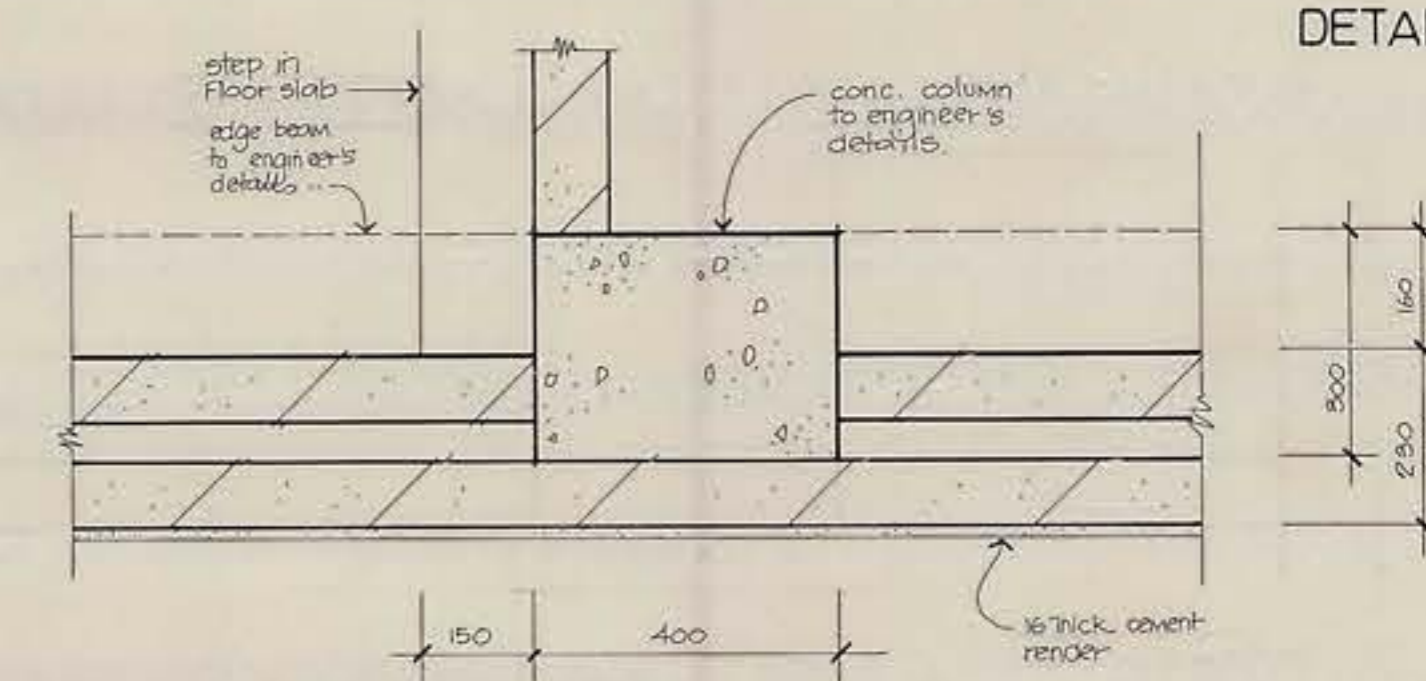 DETAI
step in
Floor slab
edge beam
to engineer's
details
conc. column
to engineer's
details.
160
300
230
150
400
16 thick cement
render